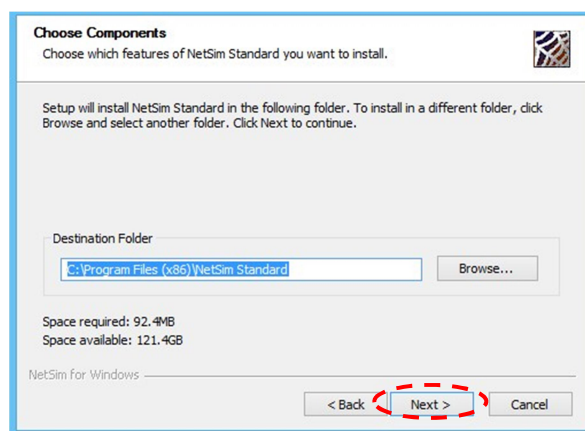 Choose Components
Choose which features of NetSim Standard you want to install.
Setup will install NetSim Standard in the following folder. To install in a different folder, click
Browse and select another folder. Click Next to continue.
Destination Folder
C:\Program Files (x86)\NetSim Standard
Browse...
Space required: 92.4MB
Space available: 121.4GB
NetSim for Windows
< Back
Next >
Cancel